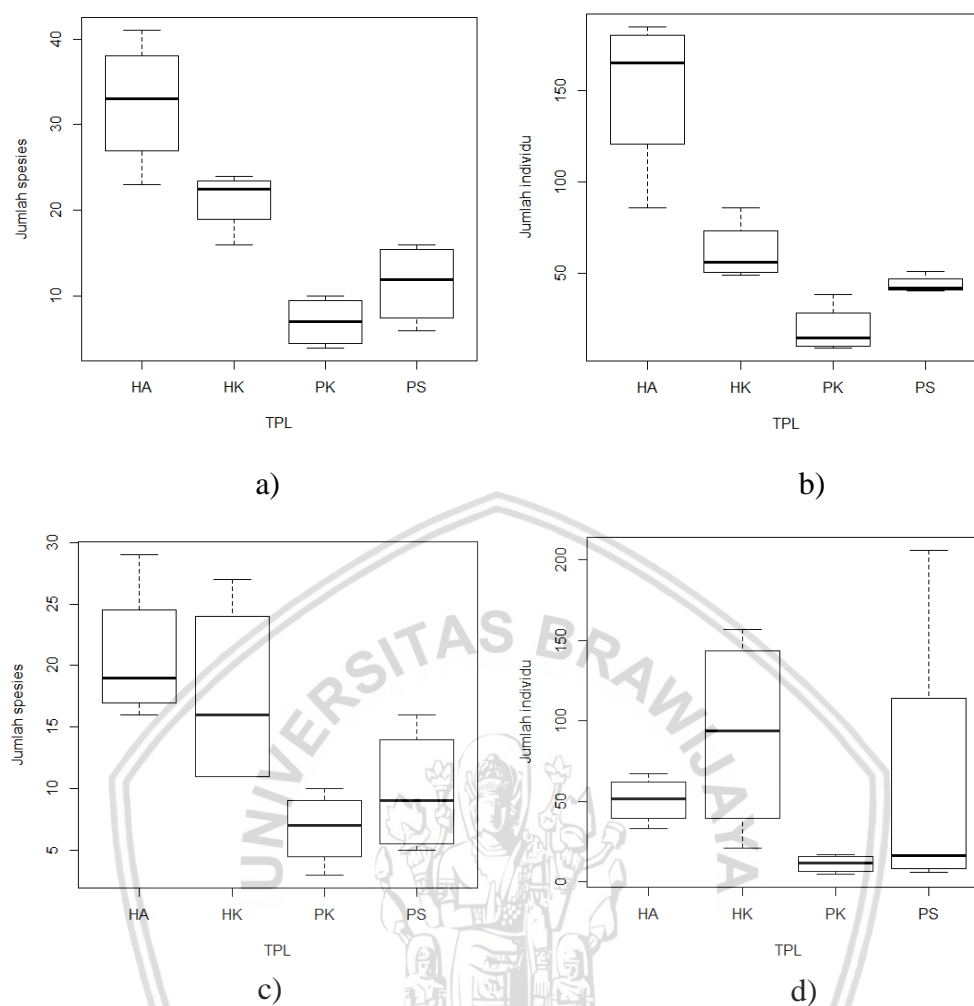 Jumlah spesies
40
30
20
10
HA HK PK PS
TPL
a)
Jumlah individu
150
100
50
HA HK PK PS
TPL
b)
Jumlah spesies
30
25
20
15
10
5
HA HK PK PS
TPL
c)
Jumlah individu
200
150
100
50
0
HA HK PK PS
TPL
d)
UNIVERSITAS BRAWIJAYA